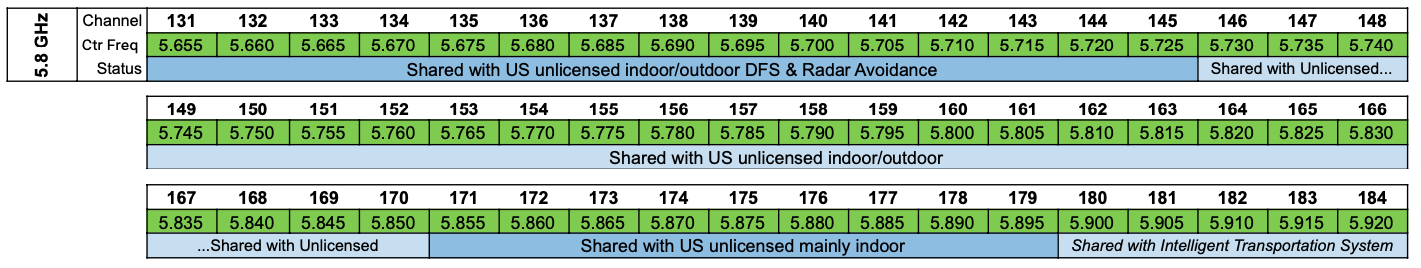 5.8 GHz
Channel 131 132 133 134 135 136 137 138 139 140 141 142 143 144 145 146 147 148
Ctr Freq 5.655 5.660 5.665 5.670 5.675 5.680 5.685 5.690 5.695 5.700 5.705 5.710 5.715 5.720 5.725 5.730 5.735 5.740
Status Shared with US unlicensed indoor/outdoor DFS & Radar Avoidance Shared with Unlicensed...
149 150 151 152 153 154 155 156 157 158 159 160 161 162 163 164 165 166
5.745 5.750 5.755 5.760 5.765 5.770 5.775 5.780 5.785 5.790 5.795 5.800 5.805 5.810 5.815 5.820 5.825 5.830
Shared with US unlicensed indoor/outdoor
167 168 169 170 171 172 173 174 175 176 177 178 179 180 181 182 183 184
5.835 5.840 5.845 5.850 5.855 5.860 5.865 5.870 5.875 5.880 5.885 5.890 5.895 5.900 5.905 5.910 5.915 5.920
...Shared with Unlicensed Shared with US unlicensed mainly indoor Shared with Intelligent Transportation System